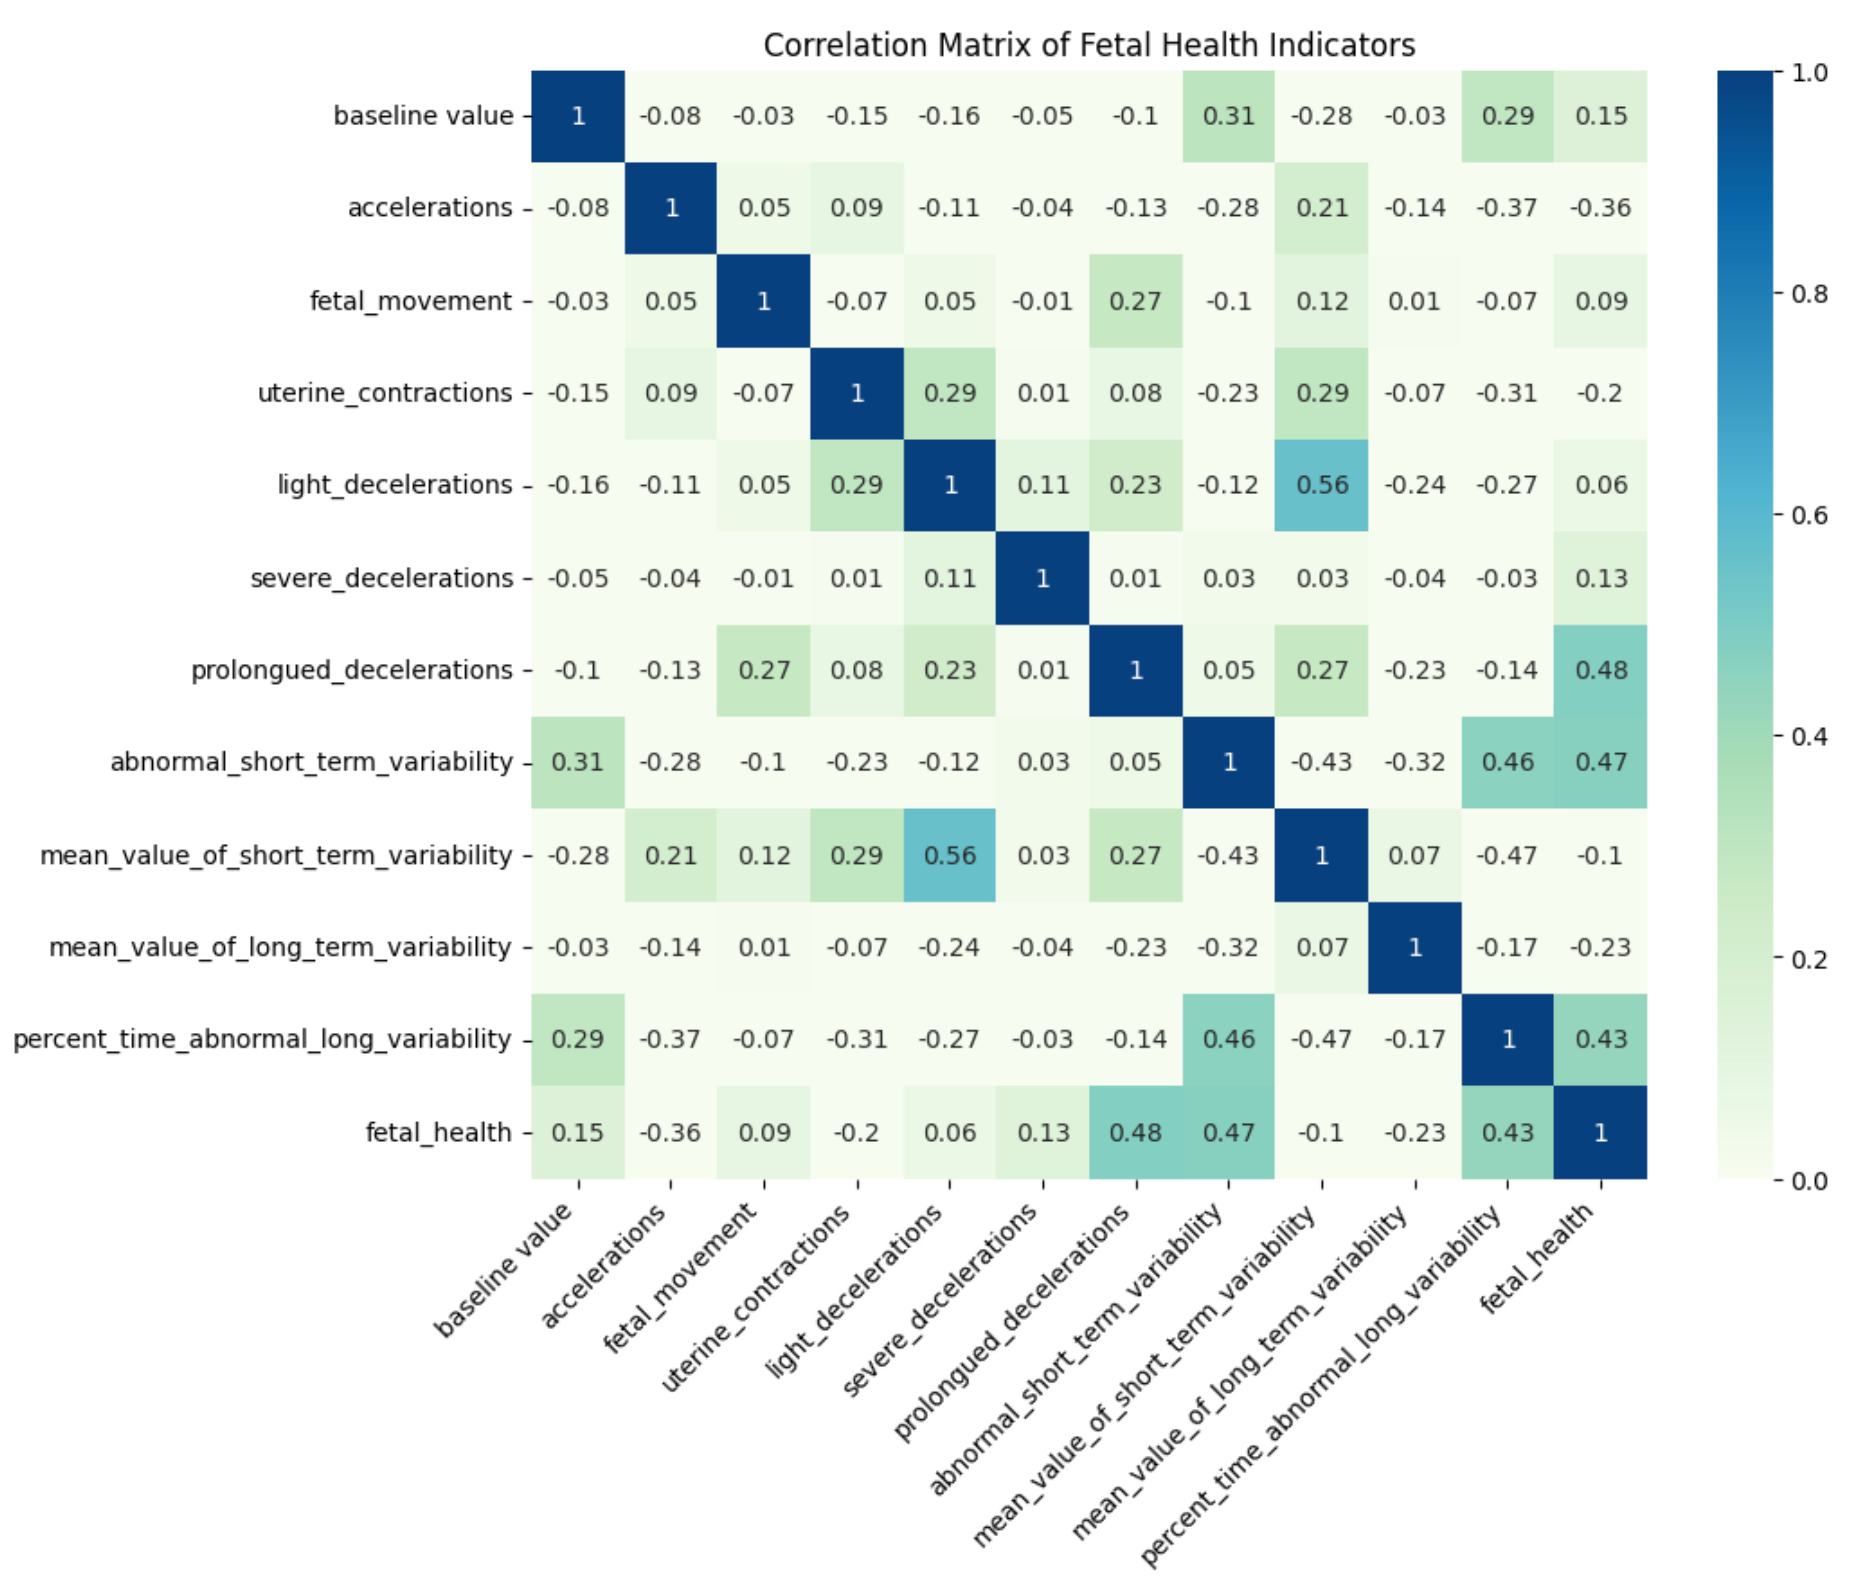 Correlation Matrix of Fetal Health Indicators
baseline value 1 -0.08 -0.03 -0.15 -0.16 -0.05 -0.1 0.31 -0.28 -0.03 0.29 0.15
accelerations -0.08 1 0.05 0.09 -0.11 -0.04 -0.13 -0.28 0.21 -0.14 -0.37 -0.36
fetal_movement -0.03 0.05 1 -0.07 0.05 -0.01 0.27 -0.1 0.12 0.01 -0.07 0.09
uterine_contractions -0.15 0.09 -0.07 1 0.29 0.01 0.08 -0.23 0.29 -0.07 -0.31 -0.2
light_decelerations -0.16 -0.11 0.05 0.29 1 0.11 0.23 -0.12 0.56 -0.24 -0.27 0.06
severe_decelerations -0.05 -0.04 -0.01 0.01 0.11 1 0.01 0.03 0.03 -0.04 -0.03 0.13
prolongued_decelerations -0.1 -0.13 0.27 0.08 0.23 0.01 1 0.05 0.27 -0.23 -0.14 0.48
abnormal_short_term_variability 0.31 -0.28 -0.1 -0.23 -0.12 0.03 0.05 1 -0.43 -0.32 0.46 0.47
mean_value_of_short_term_variability -0.28 0.21 0.12 0.29 0.56 0.03 0.27 -0.43 1 0.07 -0.47 -0.1
mean_value_of_long_term_variability -0.03 -0.14 0.01 -0.07 -0.24 -0.04 -0.23 -0.32 0.07 1 -0.17 -0.23
percent_time_abnormal_long_variability 0.29 -0.37 -0.07 -0.31 -0.27 -0.03 -0.14 0.46 -0.47 -0.17 1 0.43
fetal_health 0.15 -0.36 0.09 -0.2 0.06 0.13 0.48 0.47 -0.1 -0.23 0.43 1
baseline value
accelerations
fetal_movement
uterine_contractions
light_decelerations
severe_decelerations
prolongued_decelerations
abnormal_short_term_variability
mean_value_of_short_term_variability
mean_value_of_long_term_variability
percent_time_abnormal_long_variability
fetal_health
1.0
0.8
0.6
0.4
0.2
0.0